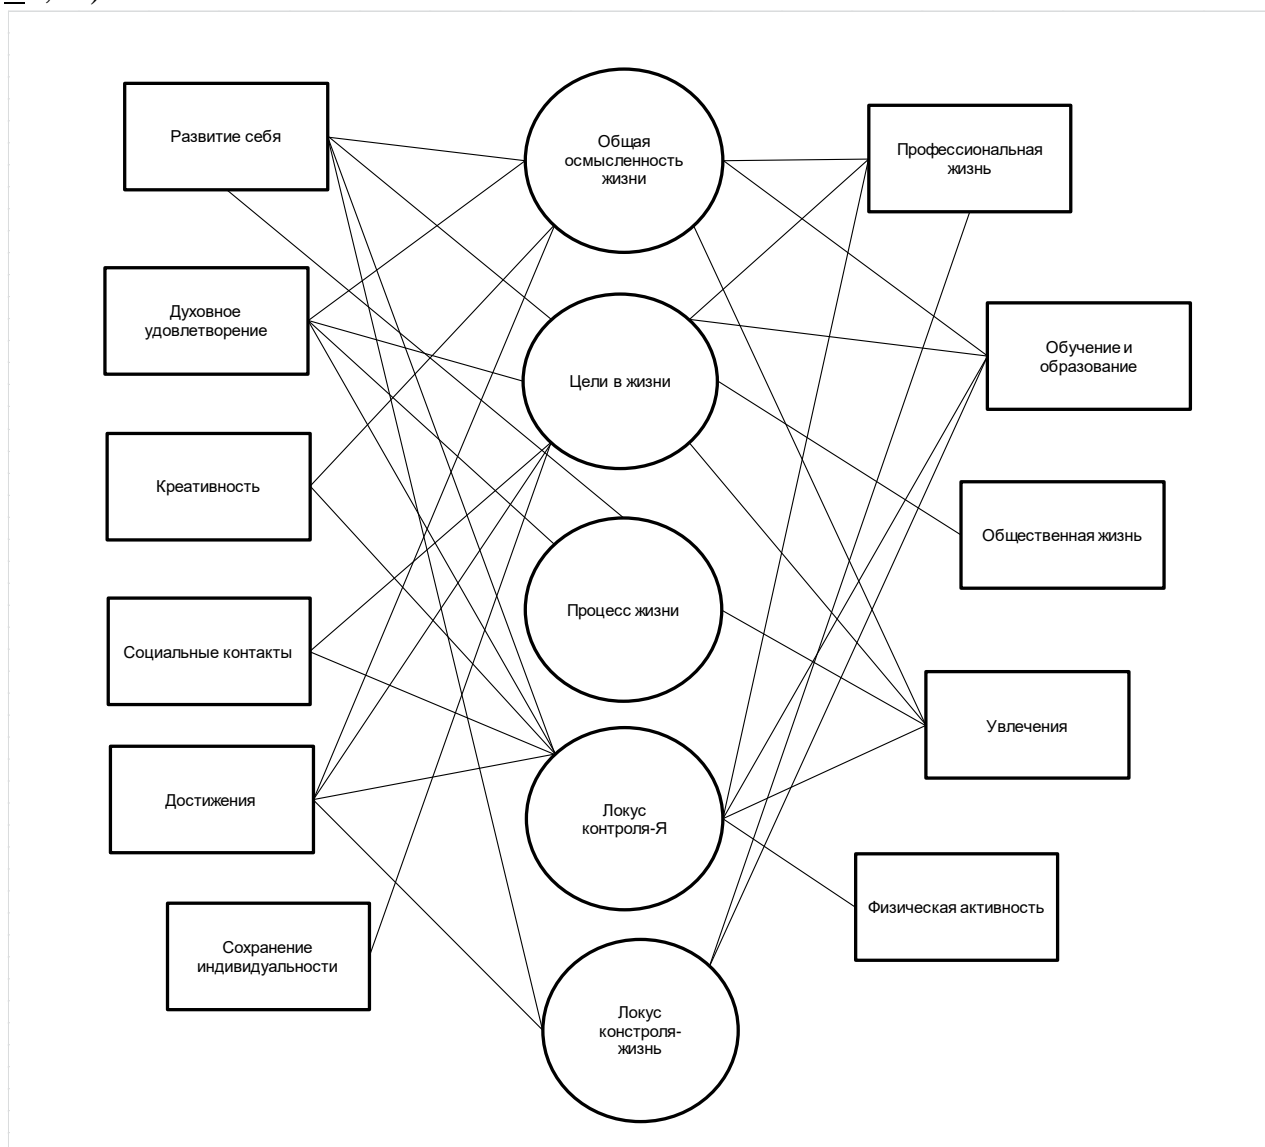 Развитие себя
Общая
осмысленность
жизни
Профессиональная
жизнь
Духовное
удовлетворение
Цели в жизни
Обучение и
образование
Креативность
Общественная жизнь
Процесс жизни
Социальные контакты
Увлечения
Достижения
Локус
контроля-Я
Физическая активность
Сохранение
индивидуальности
Локус
констроля-
жизнь